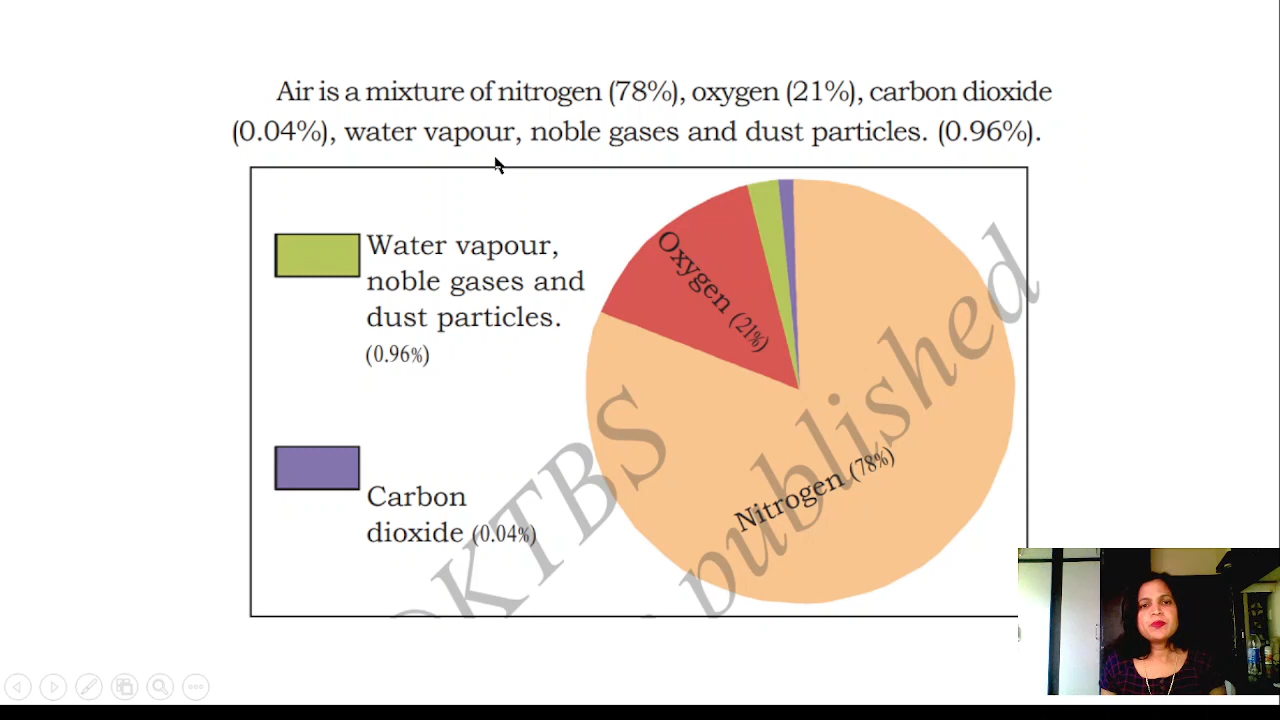 Air is a mixture of nitrogen (78%), oxygen (21%), carbon dioxide
(0.04%), water vapour, noble gases and dust particles. (0.96%).
Water vapour,
noble gases and
dust particles.
(0.96%)
Carbon
dioxide (0.04%)
Oxygen (21%)
Nitrogen (78%)
KTBS
published